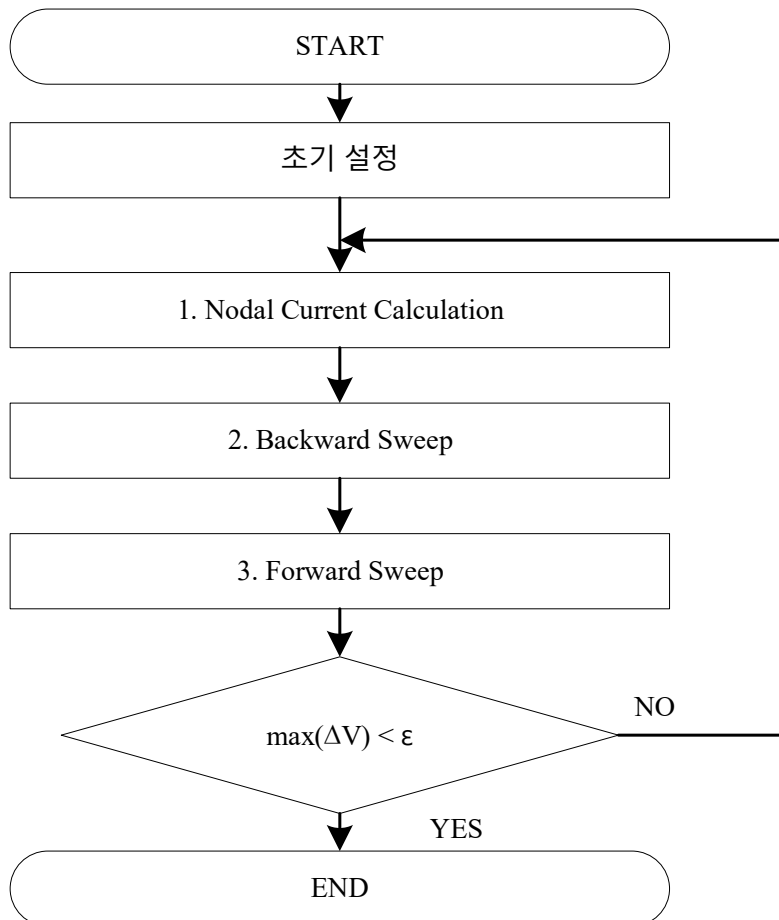 START
초기 설정
1. Nodal Current Calculation
2. Backward Sweep
3. Forward Sweep
max(ΔV) < ε
NO
YES
END